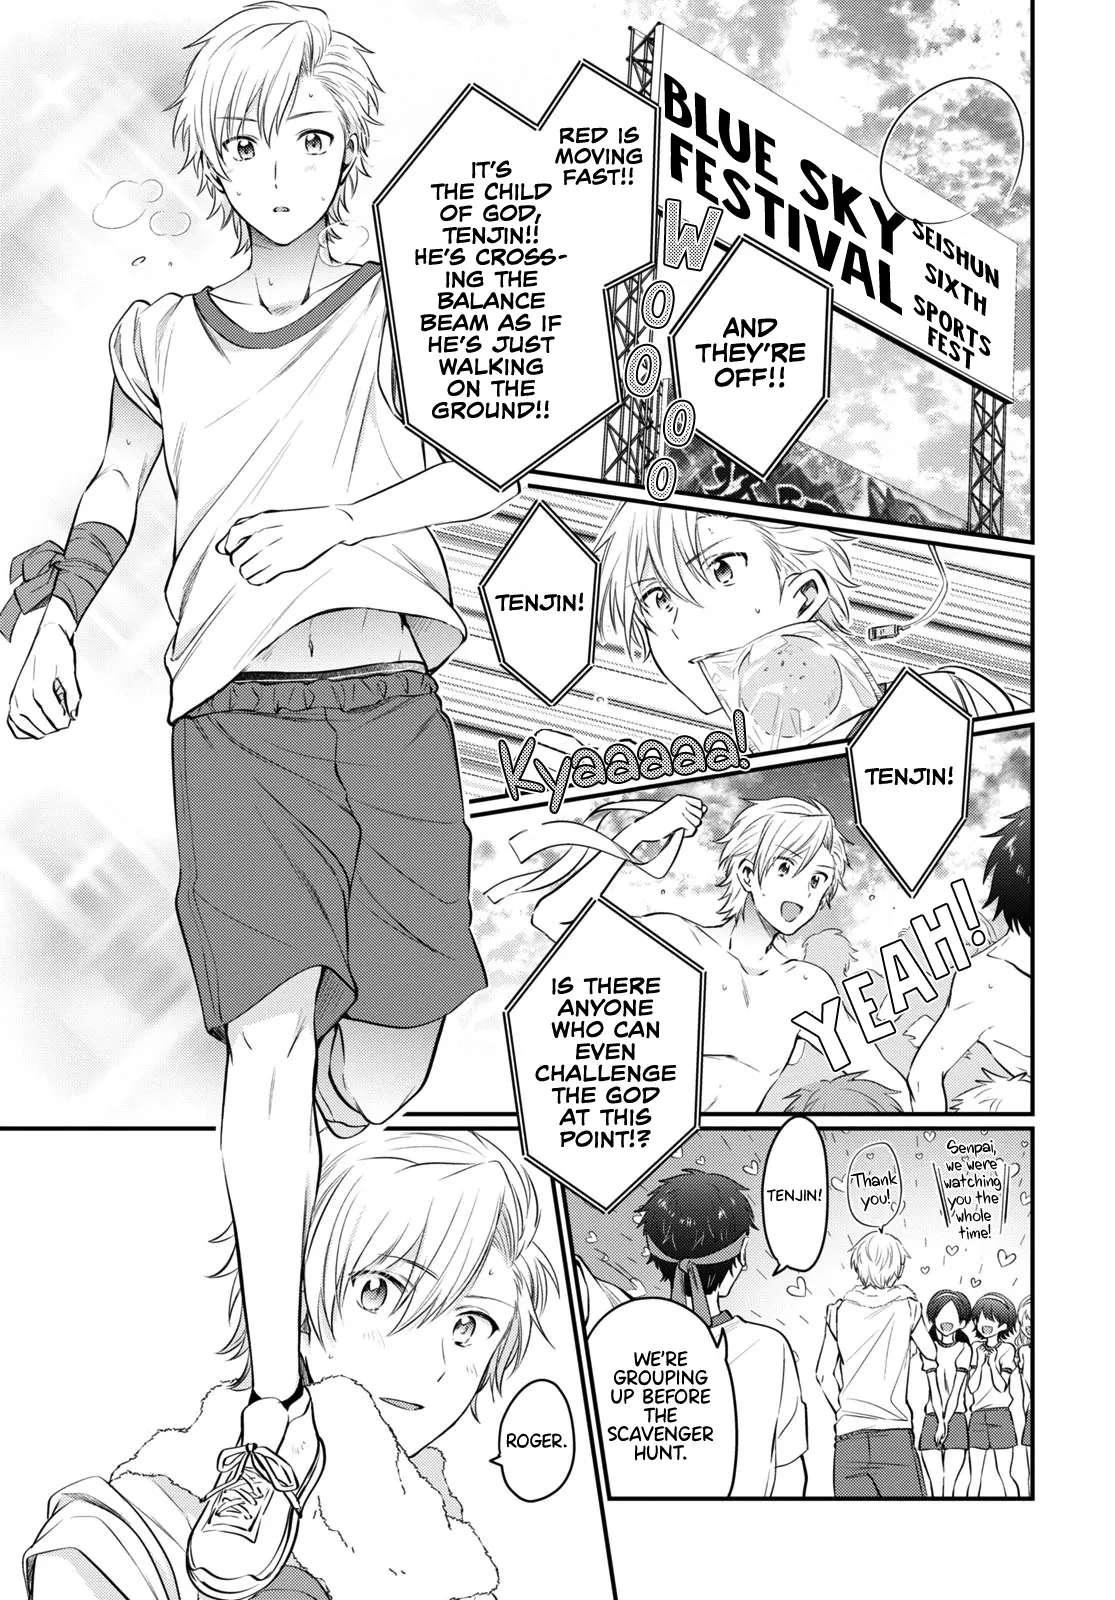 BLUE SKY
FESTIVAL
SEISHUN
SIXTH
SPORTS
FEST
AND
THEY'RE
OFF!!
WOOOOO
RED IS
MOVING
FAST!!
IT'S
THE CHILD
OF GOD,
TENJIN!!
HE'S CROSS-
ING THE
BALANCE
BEAM AS IF
HE'S JUST
WALKING
ON THE
GROUND!!
TENJIN!
Kyaaaaaa!
TENJIN!
YEAH!
IS THERE
ANYONE
WHO CAN
EVEN
CHALLENGE
THE GOD
AT THIS
POINT!?
Senpai,
we were
watching
you the
whole
time!
Thank
you!
TENJIN!
WE'RE
GROUPING
UP BEFORE
THE
SCAVENGER
HUNT.
ROGER.